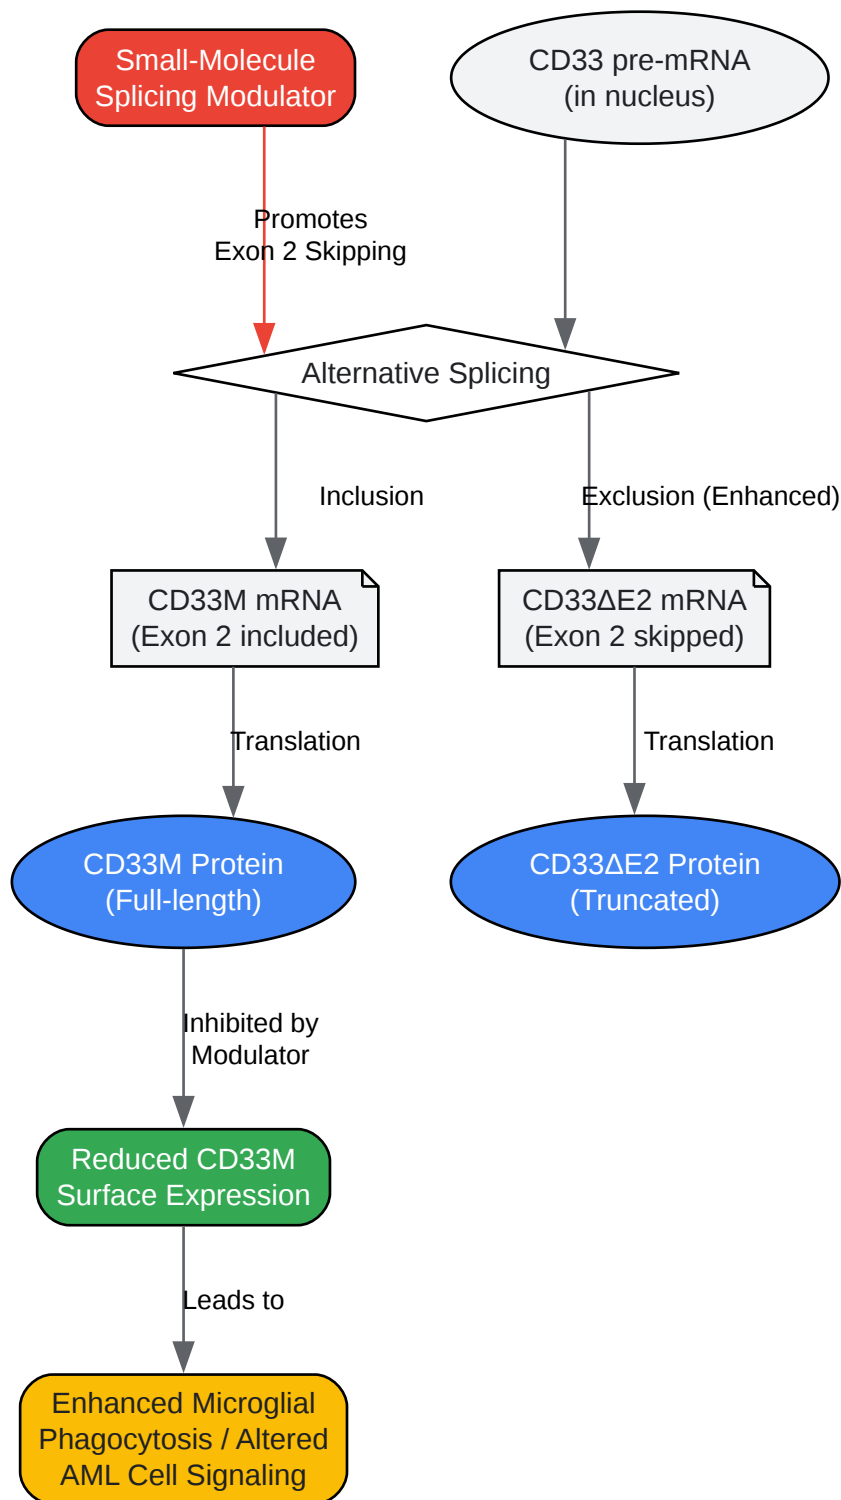 Small-Molecule
Splicing Modulator
CD33 pre-mRNA
(in nucleus)
Promotes
Exon 2 Skipping
Alternative Splicing
Inclusion
Exclusion (Enhanced)
CD33M mRNA
(Exon 2 included)
CD33ΔE2 mRNA
(Exon 2 skipped)
Translation
Translation
CD33M Protein
(Full-length)
CD33ΔE2 Protein
(Truncated)
Inhibited by
Modulator
Reduced CD33M
Surface Expression
Leads to
Enhanced Microglial
Phagocytosis / Altered
AML Cell Signaling